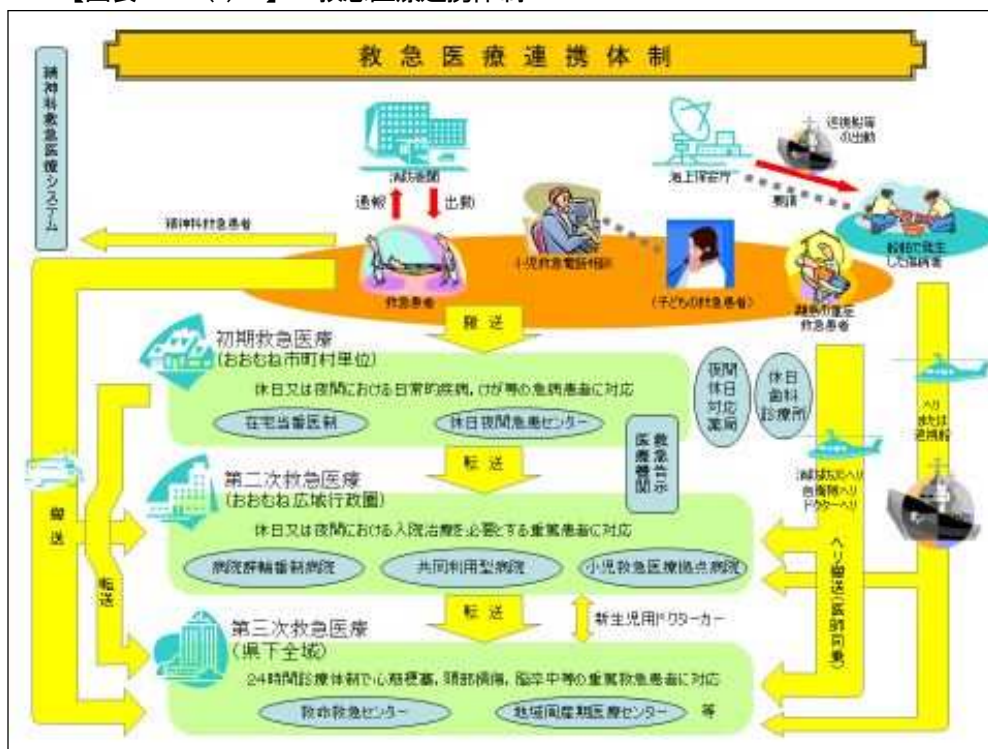 救急医療連携体制
精神科救急医療システム
消防機関
海上保安庁
巡視船等
の出動
通報
出動
要請
精神科救急患者
救急患者
小児救急電話相談
(子どもの救急患者)
離島の重症
救急患者
船舶で発生
した傷病者
搬送
初期救急医療
(おおむね市町村単位)
休日又は夜間における日常的疾病,けが等の急病患者に対応
在宅当番医制
休日夜間急患センター
夜間
休日
対応
薬局
休日
歯科
診療所
転送
救急告示
医療機関
第二次救急医療
(おおむね広域行政圏)
休日又は夜間における入院治療を必要とする重篤患者に対応
病院群輪番制病院
共同利用型病院
小児救急医療拠点病院
消防防災ヘリ
自衛隊ヘリ
ドクターヘリ
ヘリ
または
巡視船
搬送
転送
転送
新生児用ドクターカー
ヘリ搬送(医師同乗)
第三次救急医療
(県下全域)
24時間診療体制で心筋梗塞,頭部損傷,脳卒中等の重篤救急患者に対応
救命救急センター
地域周産期医療センター
等